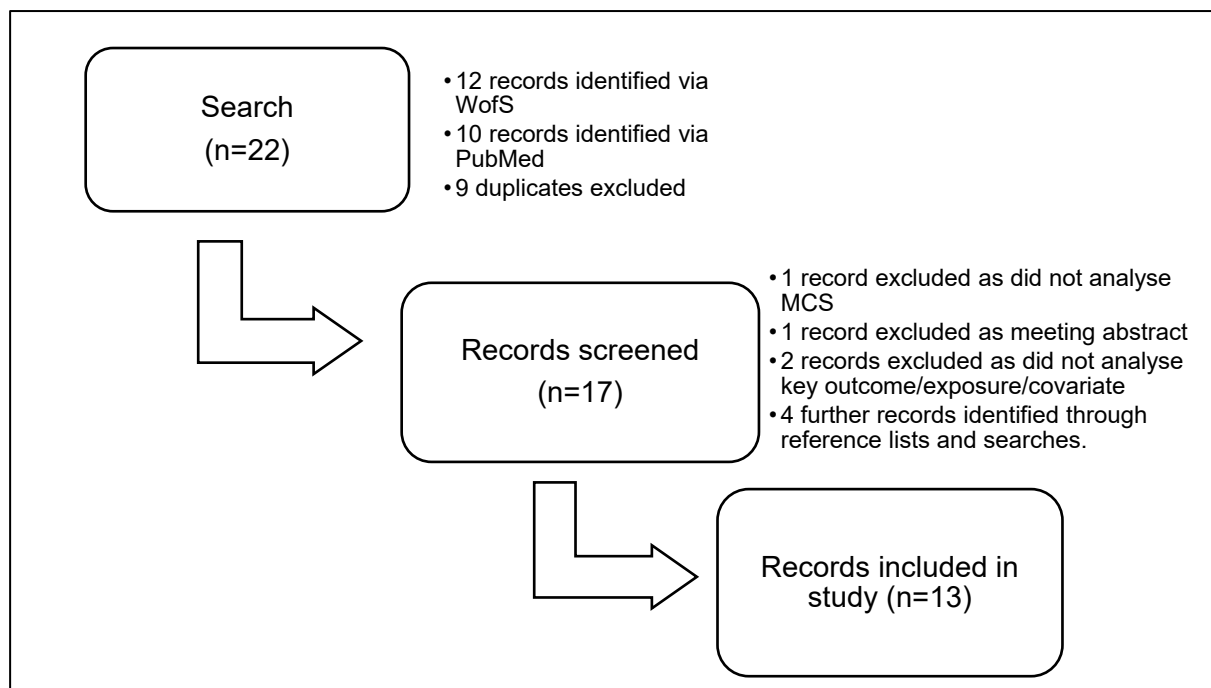 Search
(n=22)
•12 records identified via
WofS
•10 records identified via
PubMed
•9 duplicates excluded
Records screened
(n=17)
•1 record excluded as did not analyse
MCS
•1 record excluded as meeting abstract
•2 records excluded as did not analyse
key outcome/exposure/covariate
•4 further records identified through
reference lists and searches.
Records included in
study (n=13)